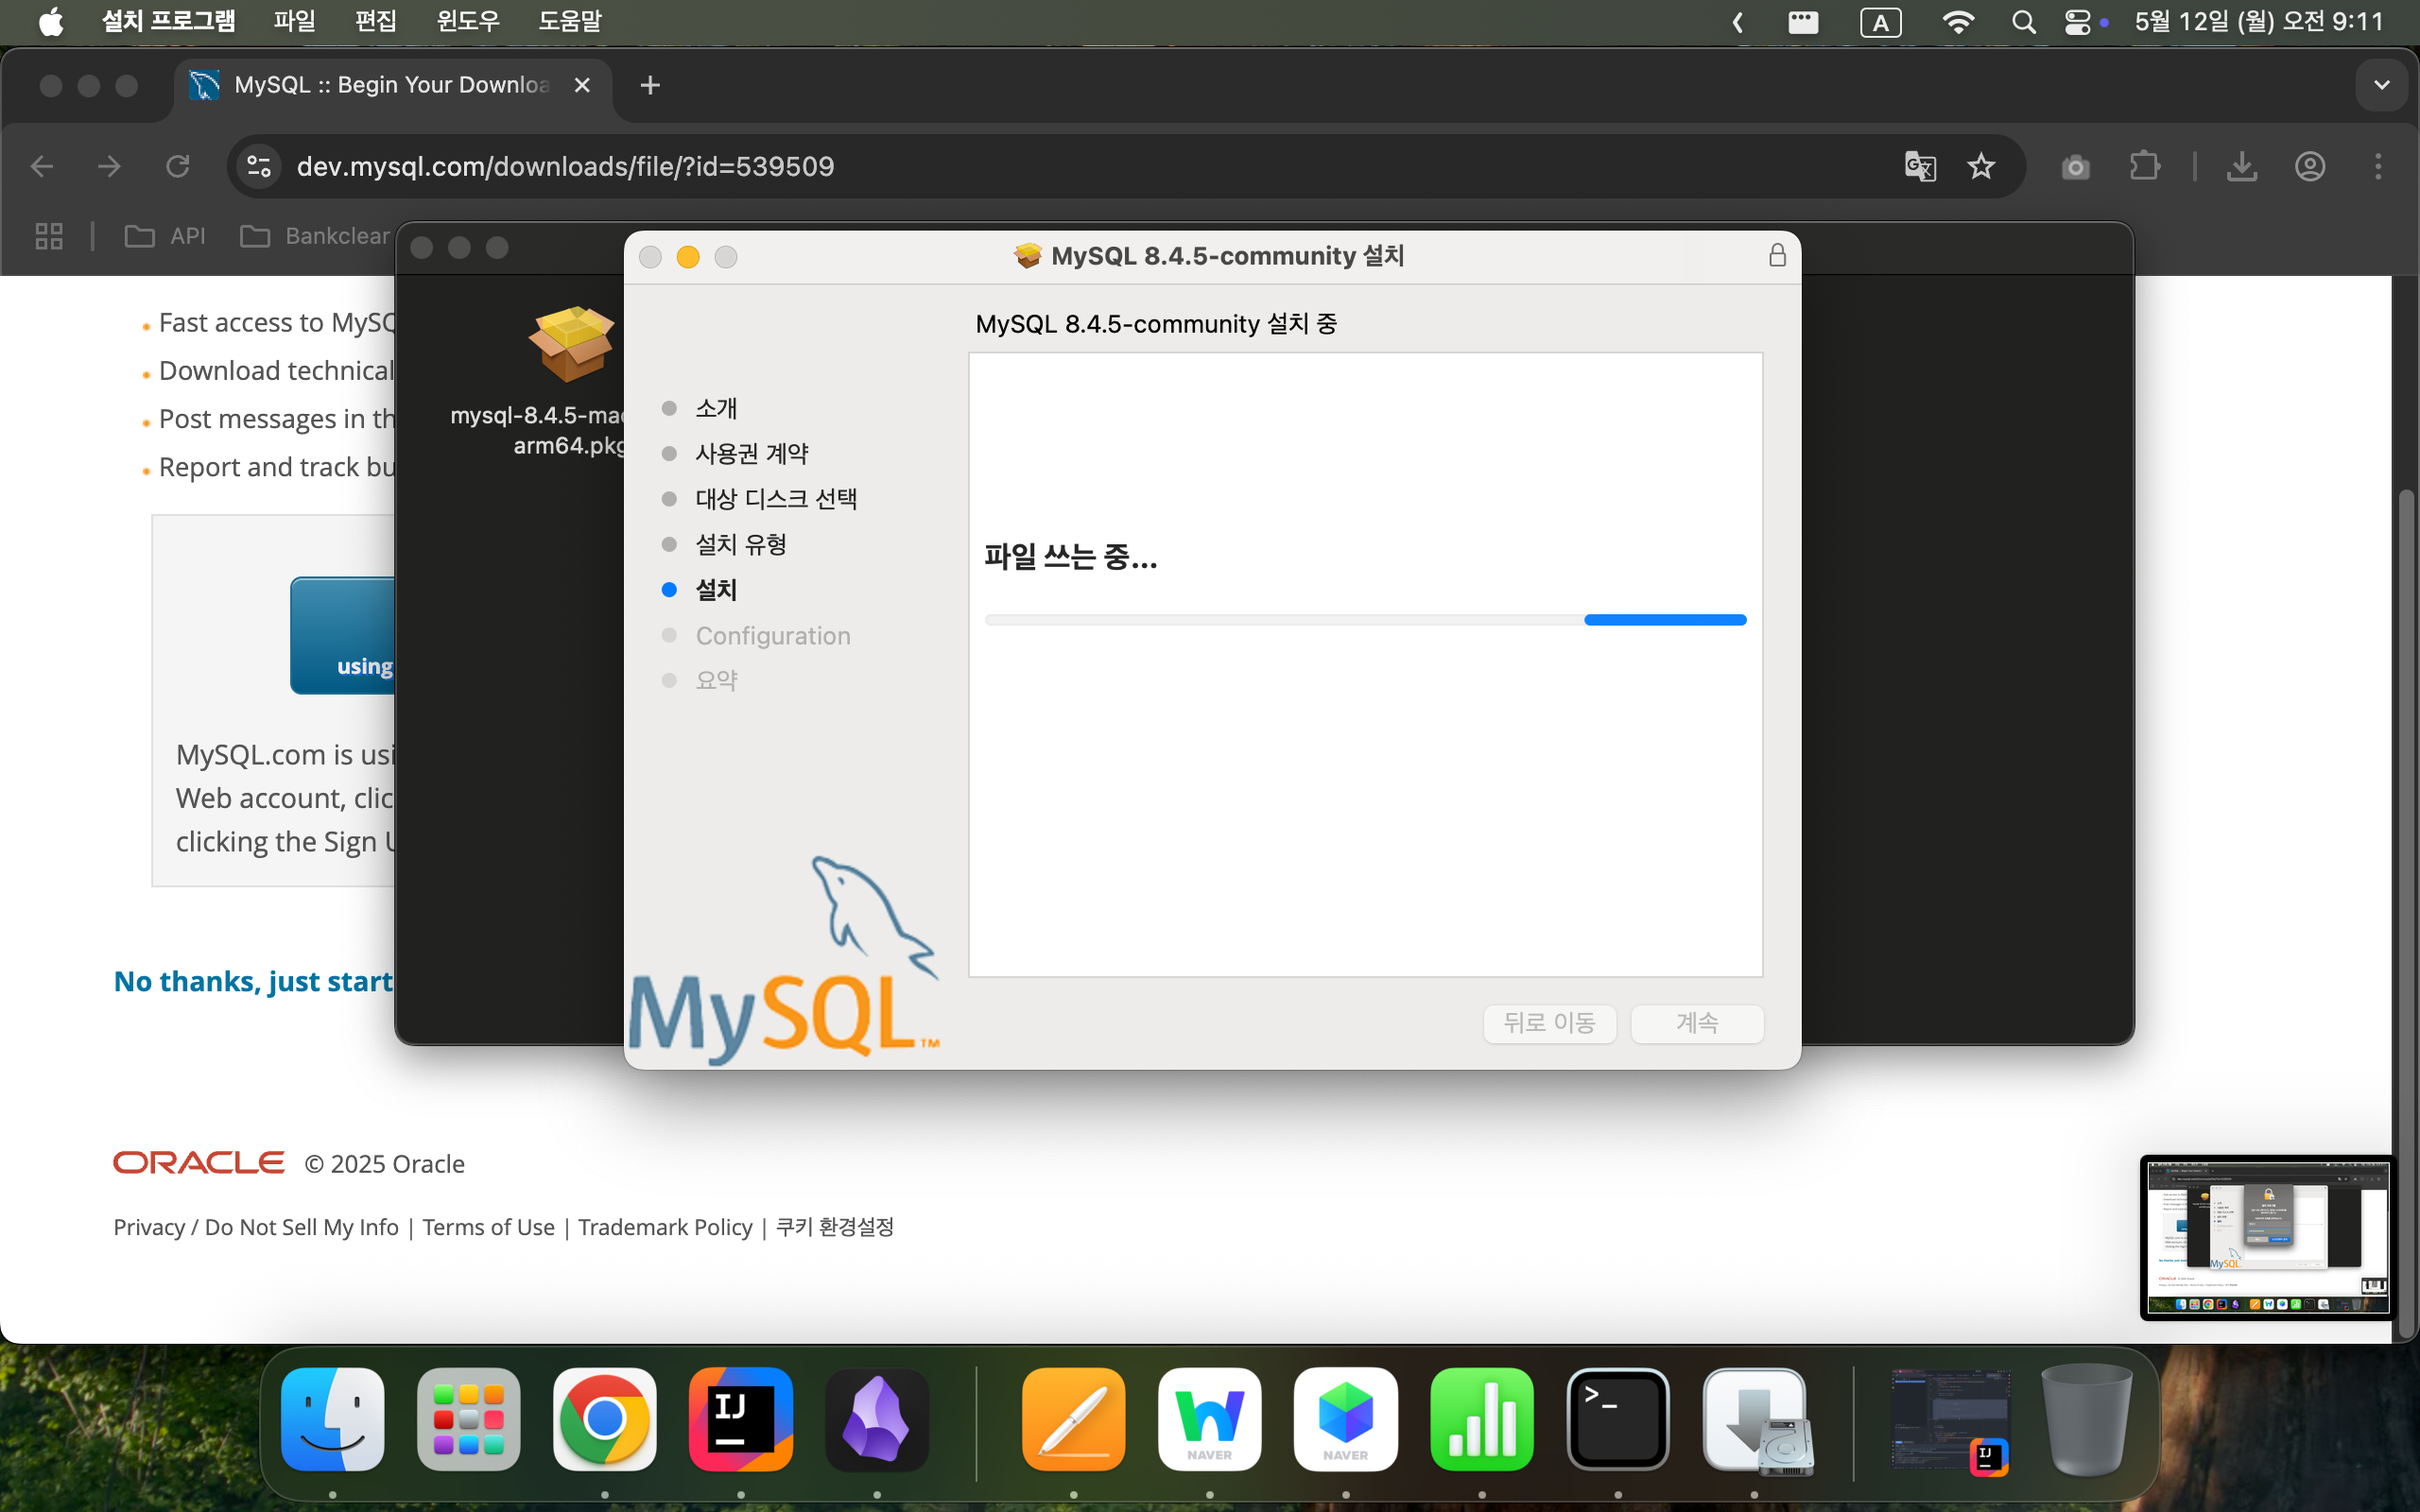 설치 프로그램 파일 편집 윈도우 도움말 A 5월 12일 (월) 오전 9:11
MySQL :: Begin Your Downloa
dev.mysql.com/downloads/file/?id=539509
API Bankclear
MySQL 8.4.5-community 설치
Fast access to MySQ
Download technical
Post messages in th
Report and track bu
using
MySQL.com is usi
Web account, clic
clicking the Sign U
No thanks, just start
mysql-8.4.5-mac
arm64.pkg
MySQL 8.4.5-community 설치 중
소개
사용권 계약
대상 디스크 선택
설치 유형
설치
Configuration
요약
파일 쓰는 중...
MySQL™
뒤로 이동 계속
ORACLE © 2025 Oracle
Privacy / Do Not Sell My Info | Terms of Use | Trademark Policy | 쿠키 환경설정
MySQL
IJ NAVER NAVER >_ IJ